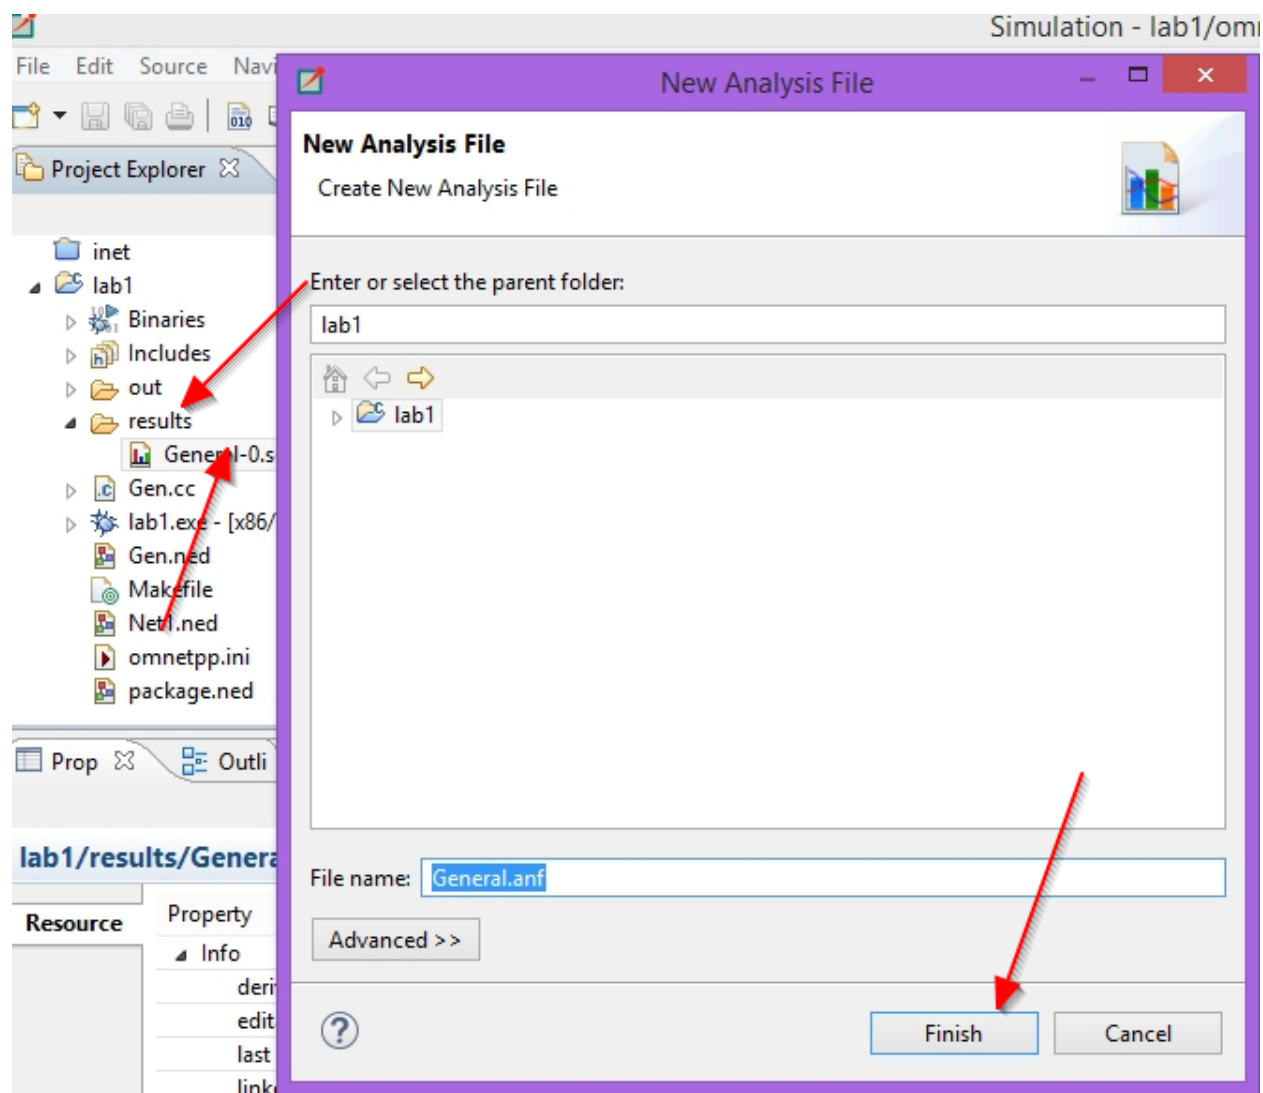 Simulation - lab1/om
File Edit Source Navi
New Analysis File
Project Explorer
New Analysis File
Create New Analysis File
inet
lab1
Binaries
Includes
out
results
General-0.s
Gen.cc
lab1.exe - [x86/
Gen.ned
Makefile
Net1.ned
omnetpp.ini
package.ned
Enter or select the parent folder:
lab1
lab1
Prop
Outli
lab1/results/Genera
Resource
Property
Info
deri
edit
last
link
File name: General.anf
Advanced >>
Finish
Cancel